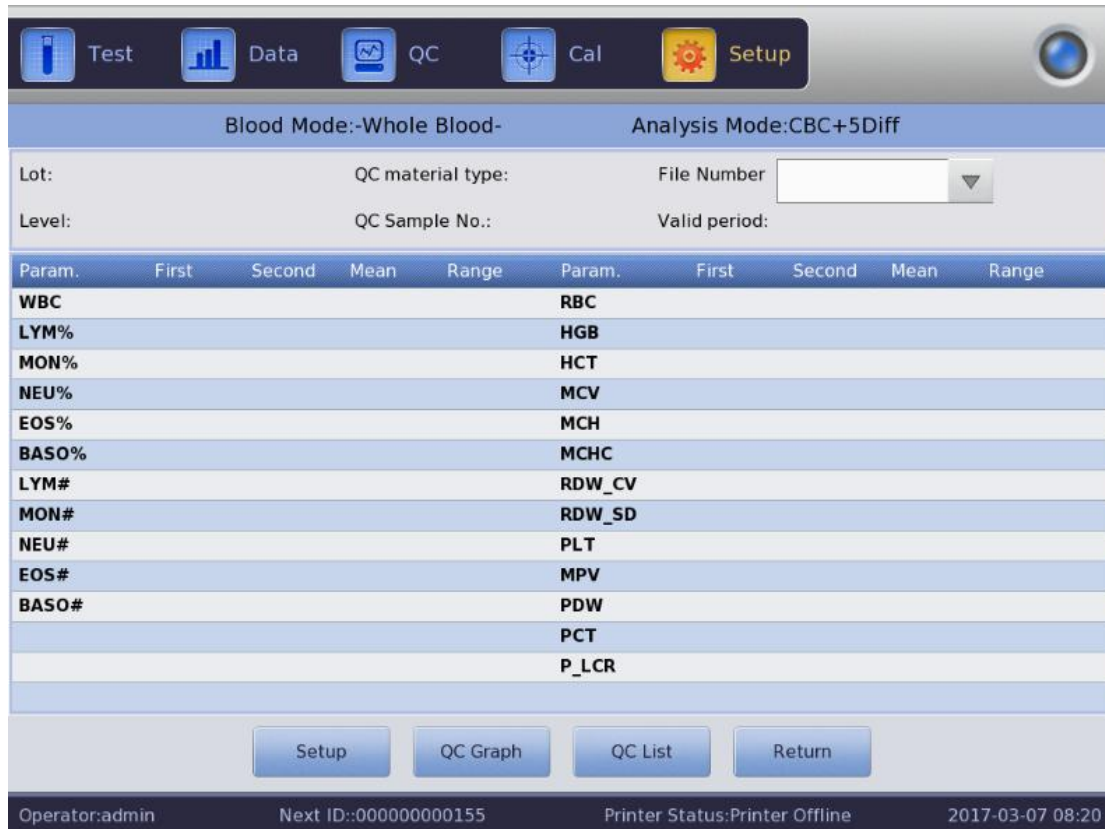 Test Data QC Cal Setup
Blood Mode:-Whole Blood- Analysis Mode:CBC+5Diff
Lot: QC material type: File Number
Level: QC Sample No.: Valid period:
Param. First Second Mean Range Param. First Second Mean Range
WBC RBC
LYM% HGB
MON% HCT
NEU% MCV
EOS% MCH
BASO% MCHC
LYM# RDW_CV
MON# RDW_SD
NEU# PLT
EOS# MPV
BASO# PDW
PCT
P_LCR
Setup QC Graph QC List Return
Operator:admin Next ID::000000000155 Printer Status:Printer Offline 2017-03-07 08:20